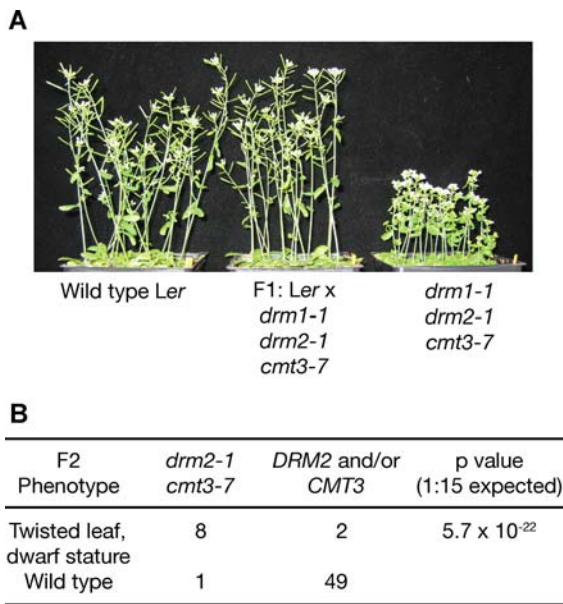 A
Wild type Ler
F1: Ler x
drm1-1
drm2-1
cmt3-7
drm1-1
drm2-1
cmt3-7
B
F2 Phenotype drm2-1 cmt3-7 DRM2 and/or CMT3 p value (1:15 expected)
Twisted leaf, dwarf stature 8 2 5.7 x 10-22
Wild type 1 49